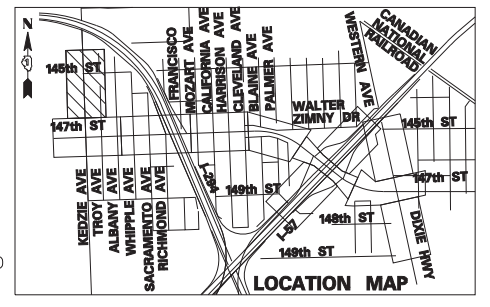 N
145th ST
147th ST
KEDZIE AVE
TROY AVE
ALBANY AVE
WHIPPLE AVE
SACRAMENTO AVE
RICHMOND AVE
FRANCISCO
MOZART AVE
CALIFORNIA AVE
HARRISON AVE
CLEVELAND AVE
BLAINE AVE
PALMER AVE
I-294
149th ST
WALTER
ZIMNY DR
WESTERN AVE
CANADIAN
NATIONAL
RAILROAD
145th ST
147th ST
148th ST
149th ST
I-57
DIXIE HWY
LOCATION MAP